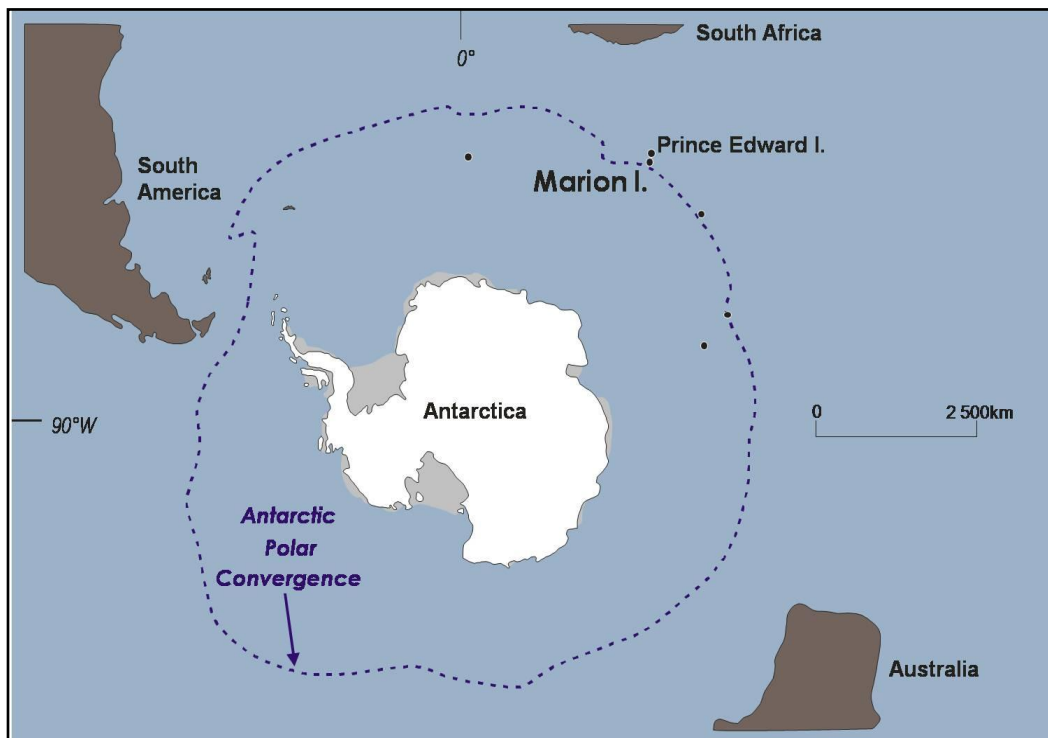 South Africa
0°
Prince Edward I.
South
America
Marion I.
Antarctica
0
2 500km
90°W
Antarctic
Polar
Convergence
Australia